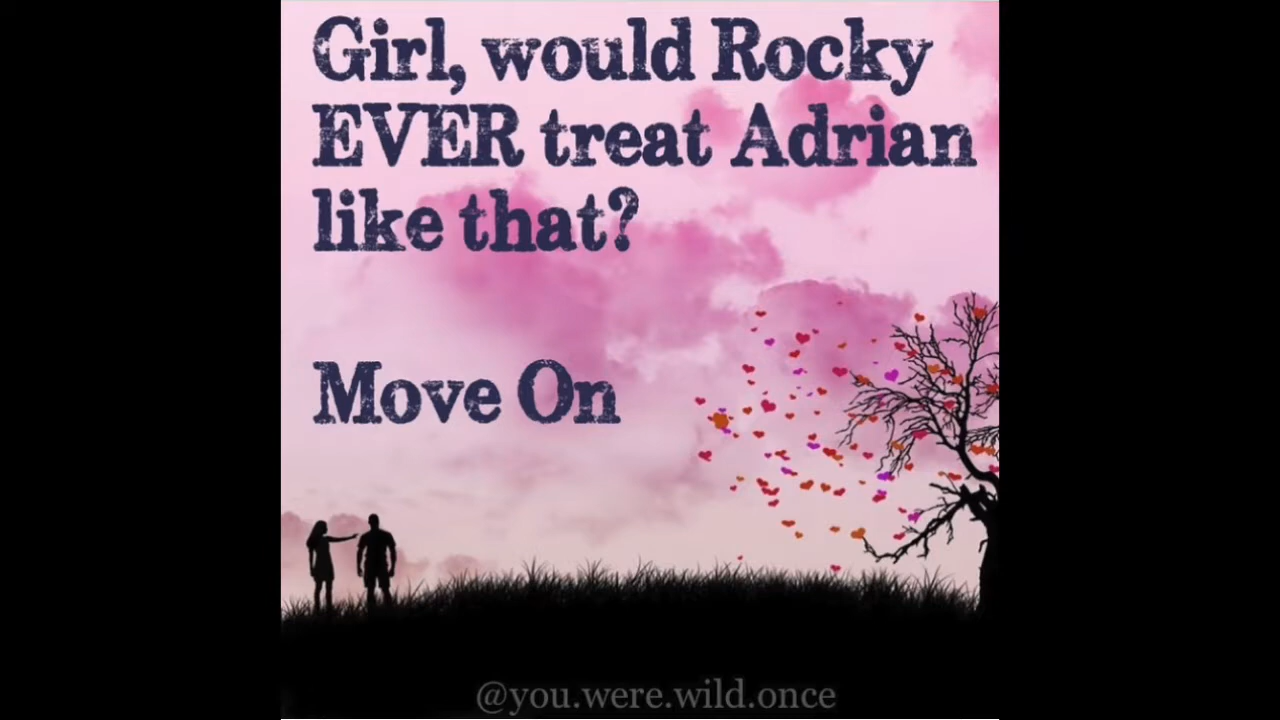 Girl, would Rocky
EVER treat Adrian
like that?
Move On
@you.were.wild.once